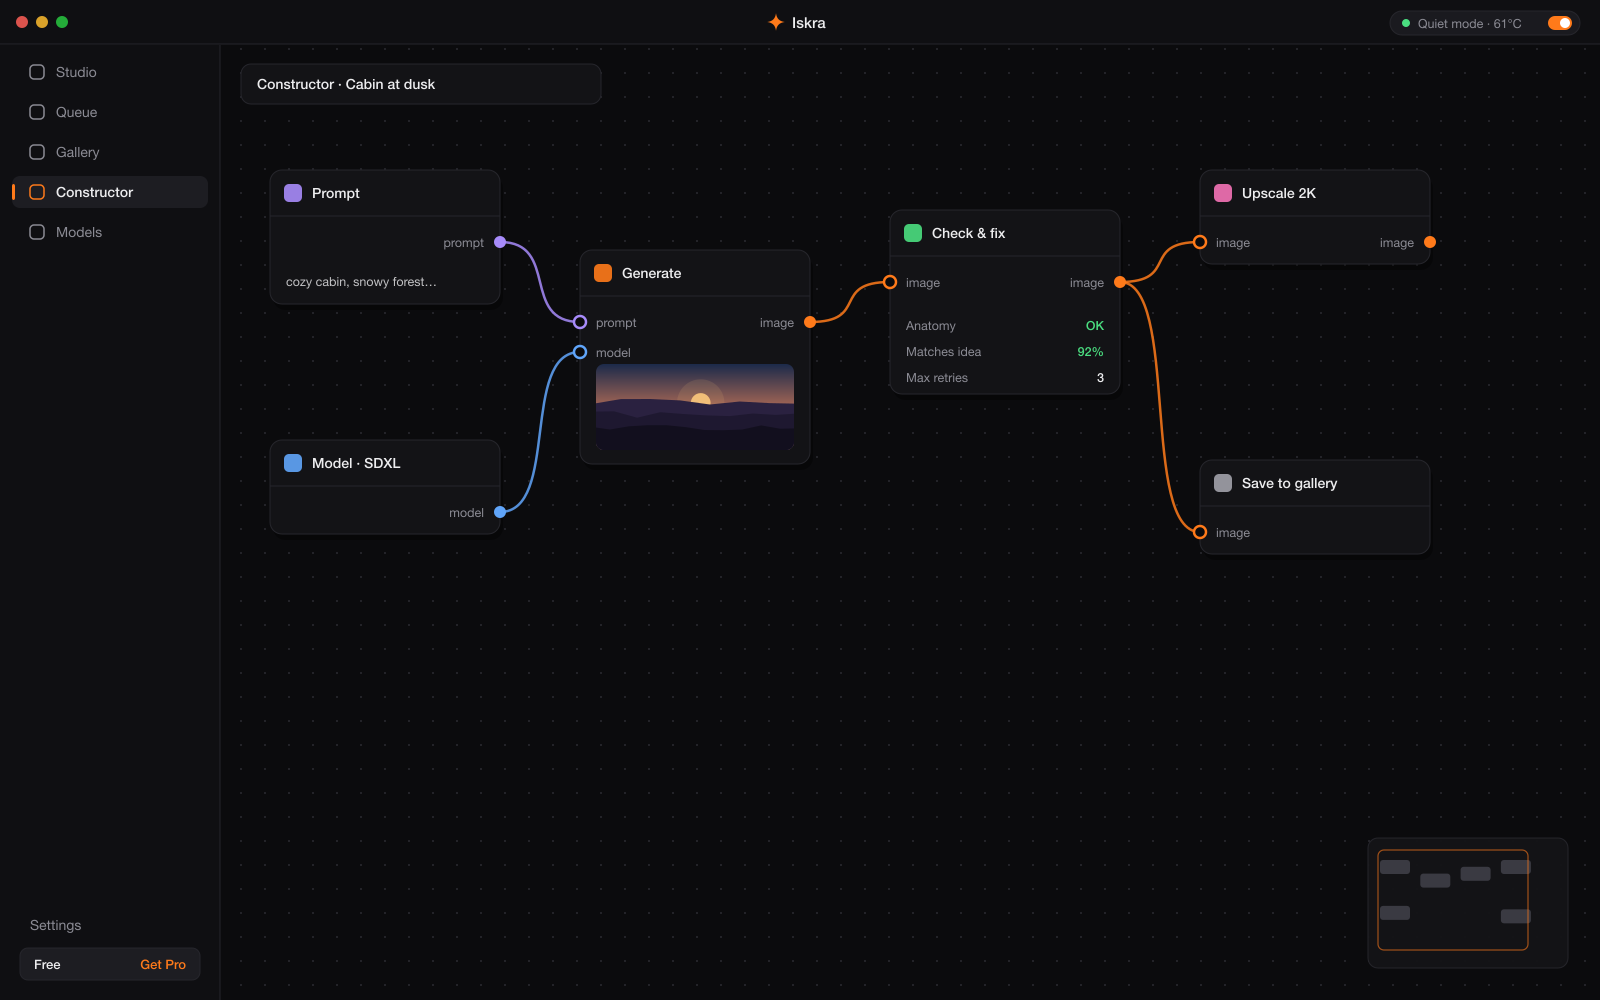 Iskra
Quiet mode · 61°C
Studio
Queue
Gallery
Constructor
Models
Settings
Free
Get Pro
Constructor · Cabin at dusk
Prompt
prompt
cozy cabin, snowy forest…
Model · SDXL
model
Generate
prompt image
model
Check & fix
image image
Anatomy OK
Matches idea 92%
Max retries 3
Upscale 2K
image image
Save to gallery
image